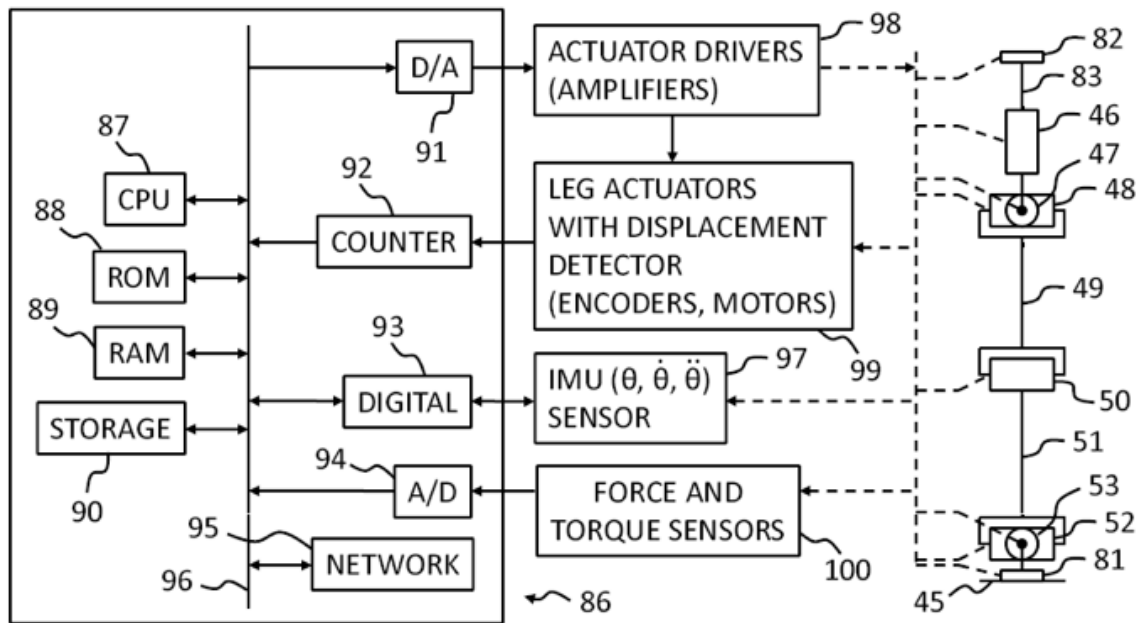 98
D/A
ACTUATOR DRIVERS
(AMPLIFIERS)
82
83
87
91
46
92
47
CPU
LEG ACTUATORS
WITH DISPLACEMENT
DETECTOR
(ENCODERS, MOTORS)
48
88
COUNTER
ROM
49
89
93
97
RAM
99
IMU (θ, θ̇, θ̈)
SENSOR
50
DIGITAL
STORAGE
94
51
90
A/D
FORCE AND
TORQUE SENSORS
53
52
95
NETWORK
100
81
96
86
45